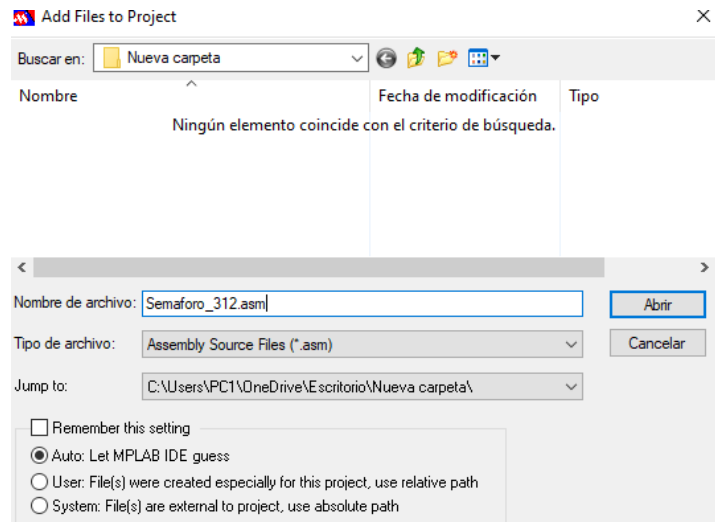 Add Files to Project
Buscar en: Nueva carpeta
Nombre Fecha de modificación Tipo
Ningún elemento coincide con el criterio de búsqueda.
Nombre de archivo: Semaforo_312.asm Abrir
Tipo de archivo: Assembly Source Files (*.asm) Cancelar
Jump to: C:\Users\PC1\OneDrive\Escritorio\Nueva carpeta\
Remember this setting
Auto: Let MPLAB IDE guess
User: File(s) were created especially for this project, use relative path
System: File(s) are external to project, use absolute path